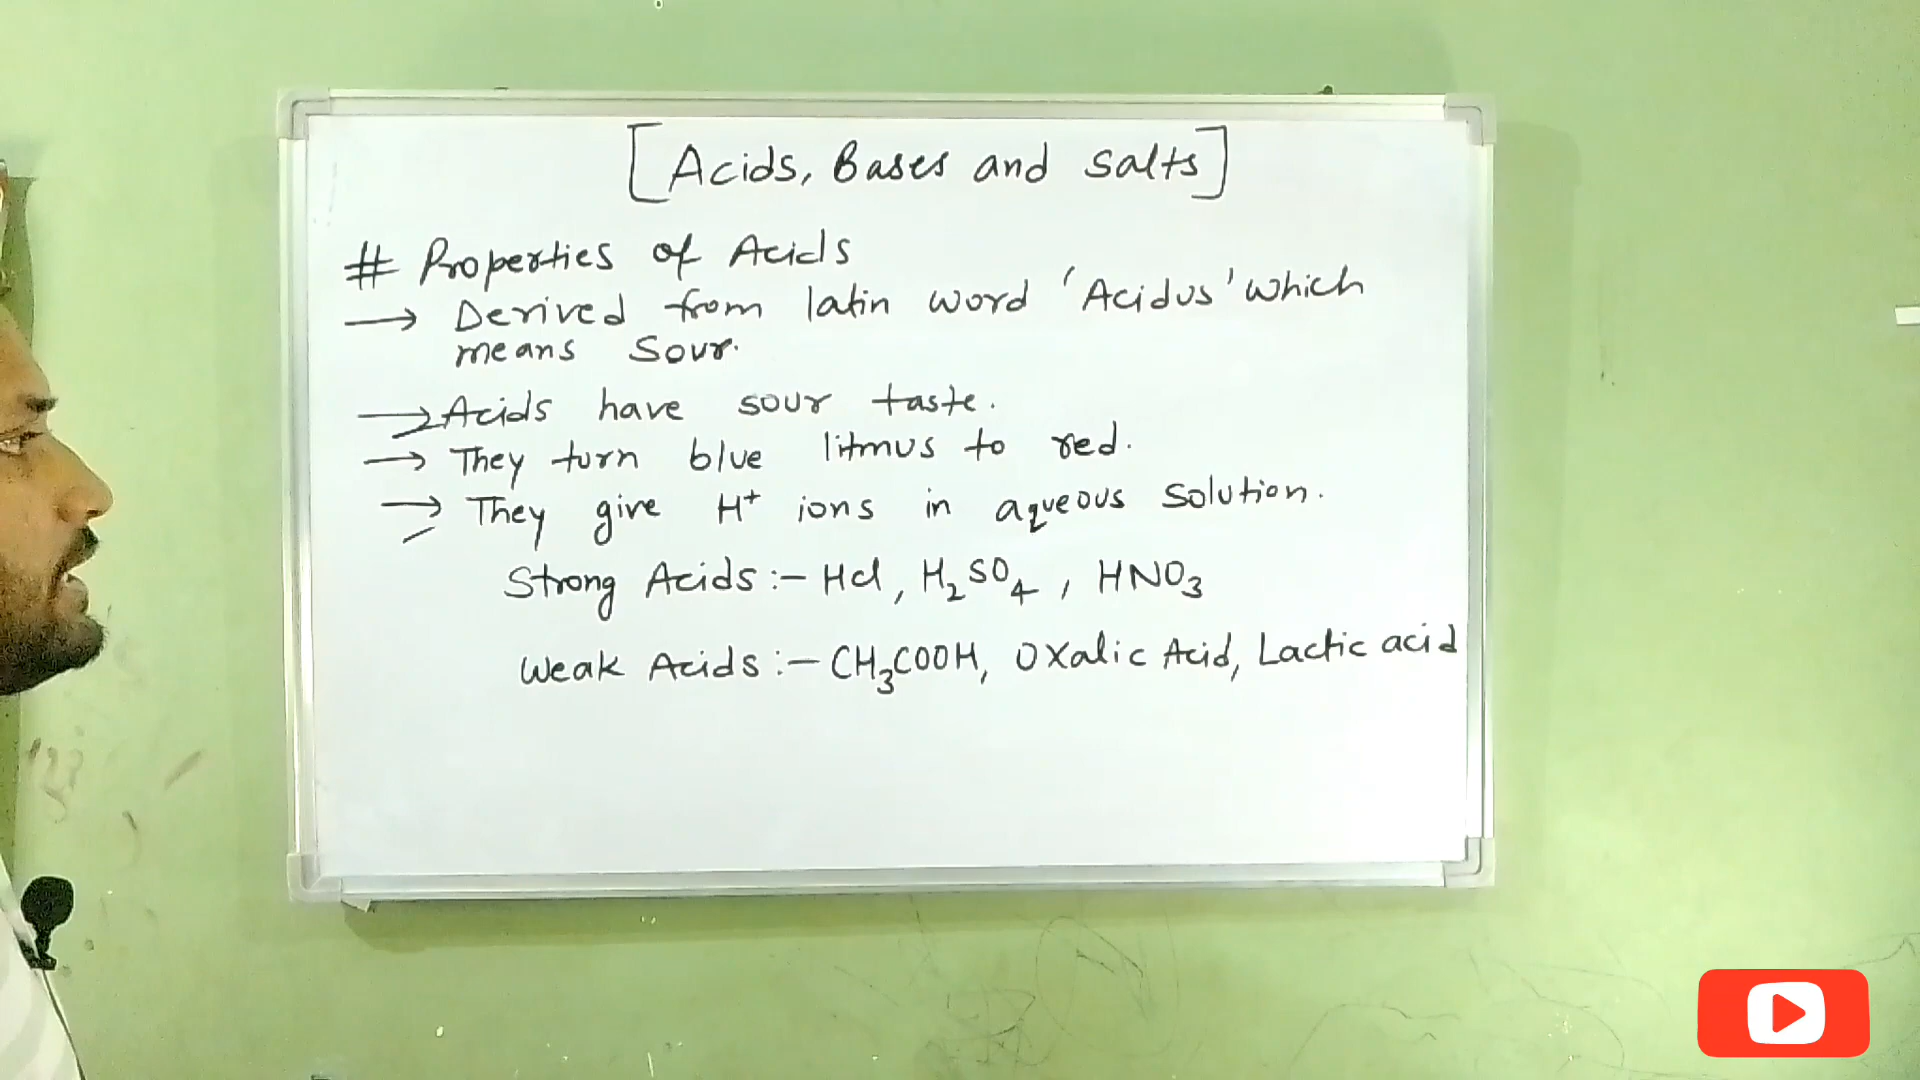 [Acids, Bases and Salts]
# Properties of Acids
→ Derived from latin word 'Acidus' which
means Sour.
→ Acids have sour taste.
→ They turn blue litmus to red.
→ They give H⁺ ions in aqueous solution.
Strong Acids :- HCl, H₂SO₄, HNO₃
Weak Acids :- CH₃COOH, Oxalic Acid, Lactic acid